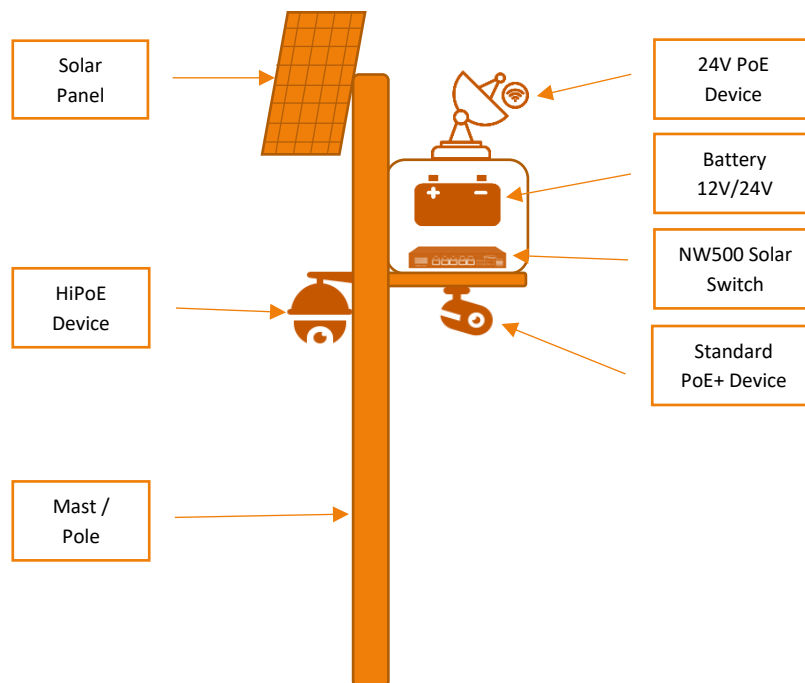 Solar
Panel
24V PoE
Device
Battery
12V/24V
NW500 Solar
Switch
HiPoE
Device
Standard
PoE+ Device
Mast /
Pole